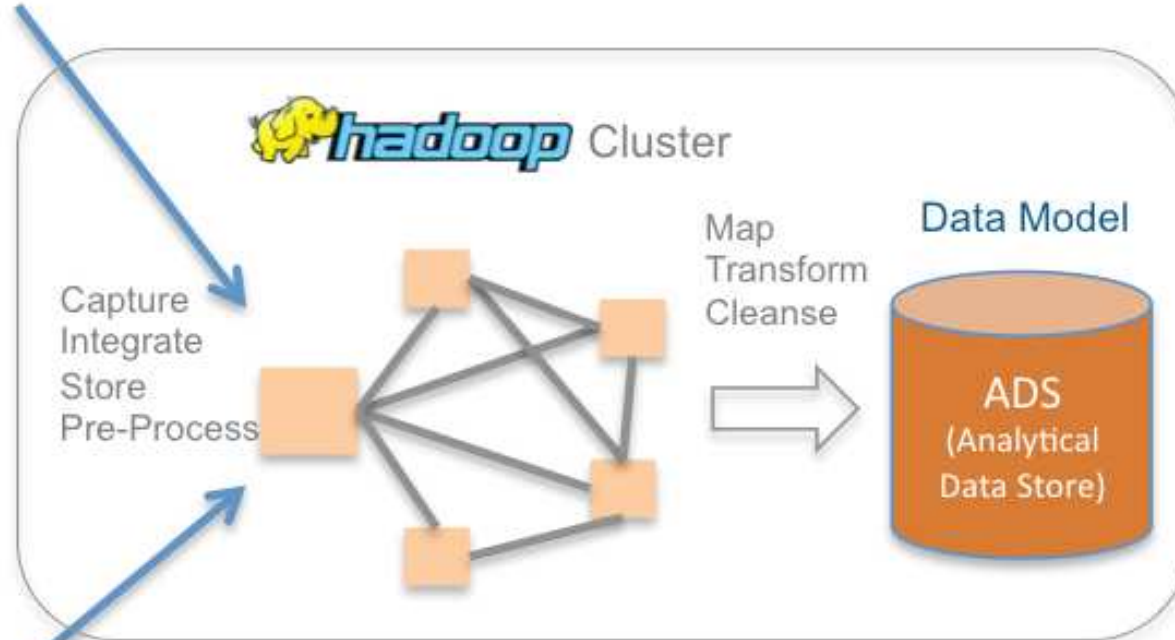 hadoop Cluster
Capture
Integrate
Store
Pre-Process
Map
Transform
Cleanse
Data Model
ADS
(Analytical
Data Store)